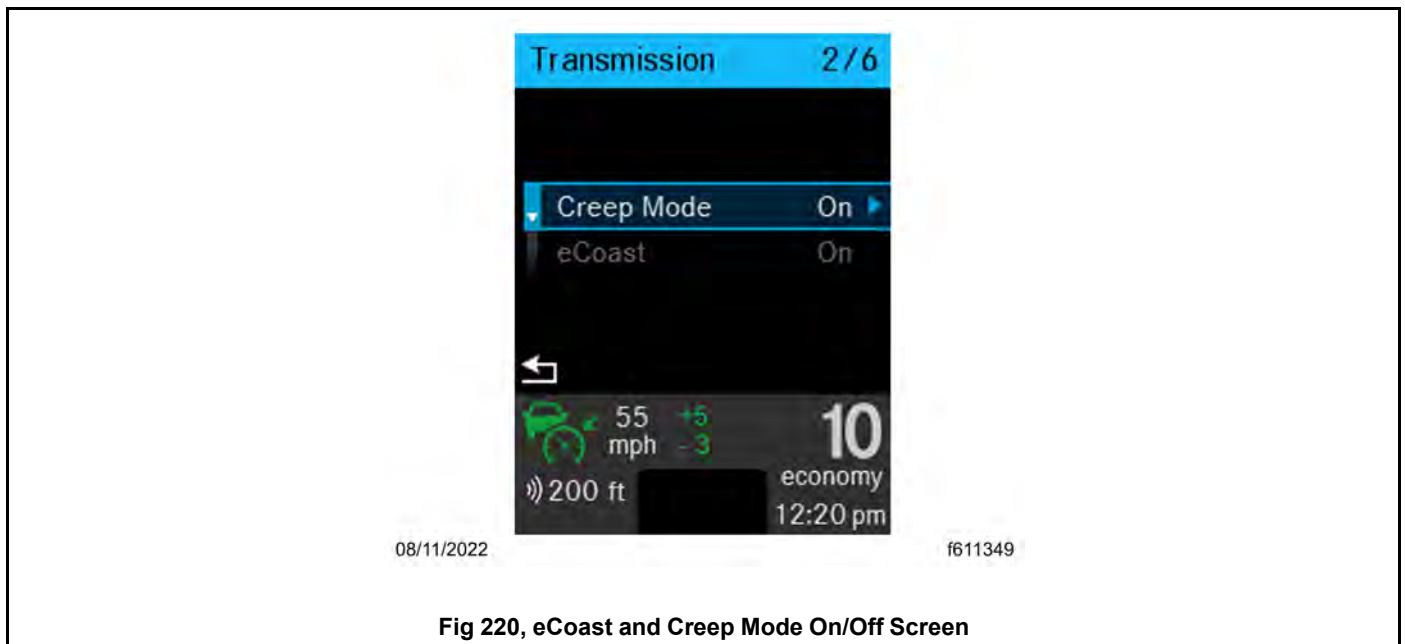 Transmission 2/6
Creep Mode On
eCoast On
55 +5
mph - 3
10
economy
200 ft
12:20 pm
08/11/2022 f611349
Fig 220, eCoast and Creep Mode On/Off Screen